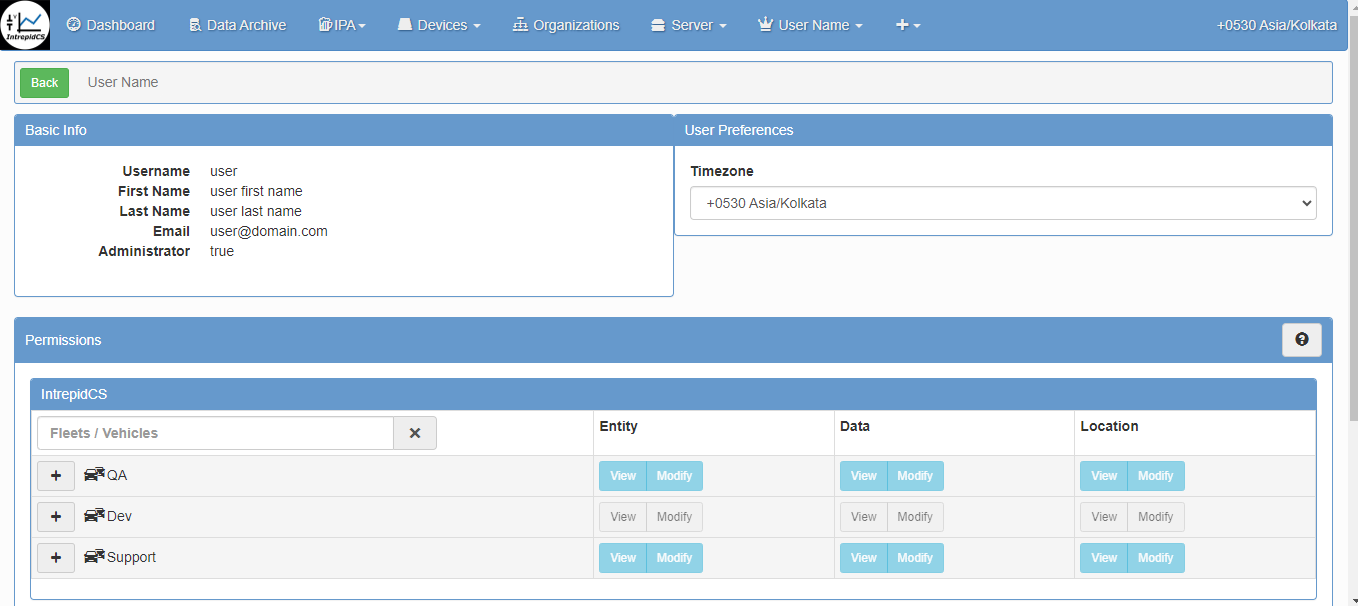 IntrepidCS
Dashboard Data Archive IPA Devices Organizations Server User Name + +0530 Asia/Kolkata
Back User Name
Basic Info
Username user
First Name user first name
Last Name user last name
Email user@domain.com
Administrator true
User Preferences
Timezone
+0530 Asia/Kolkata
Permissions
IntrepidCS
Fleets / Vehicles Entity Data Location
+ QA View Modify View Modify View Modify
+ Dev View Modify View Modify View Modify
+ Support View Modify View Modify View Modify